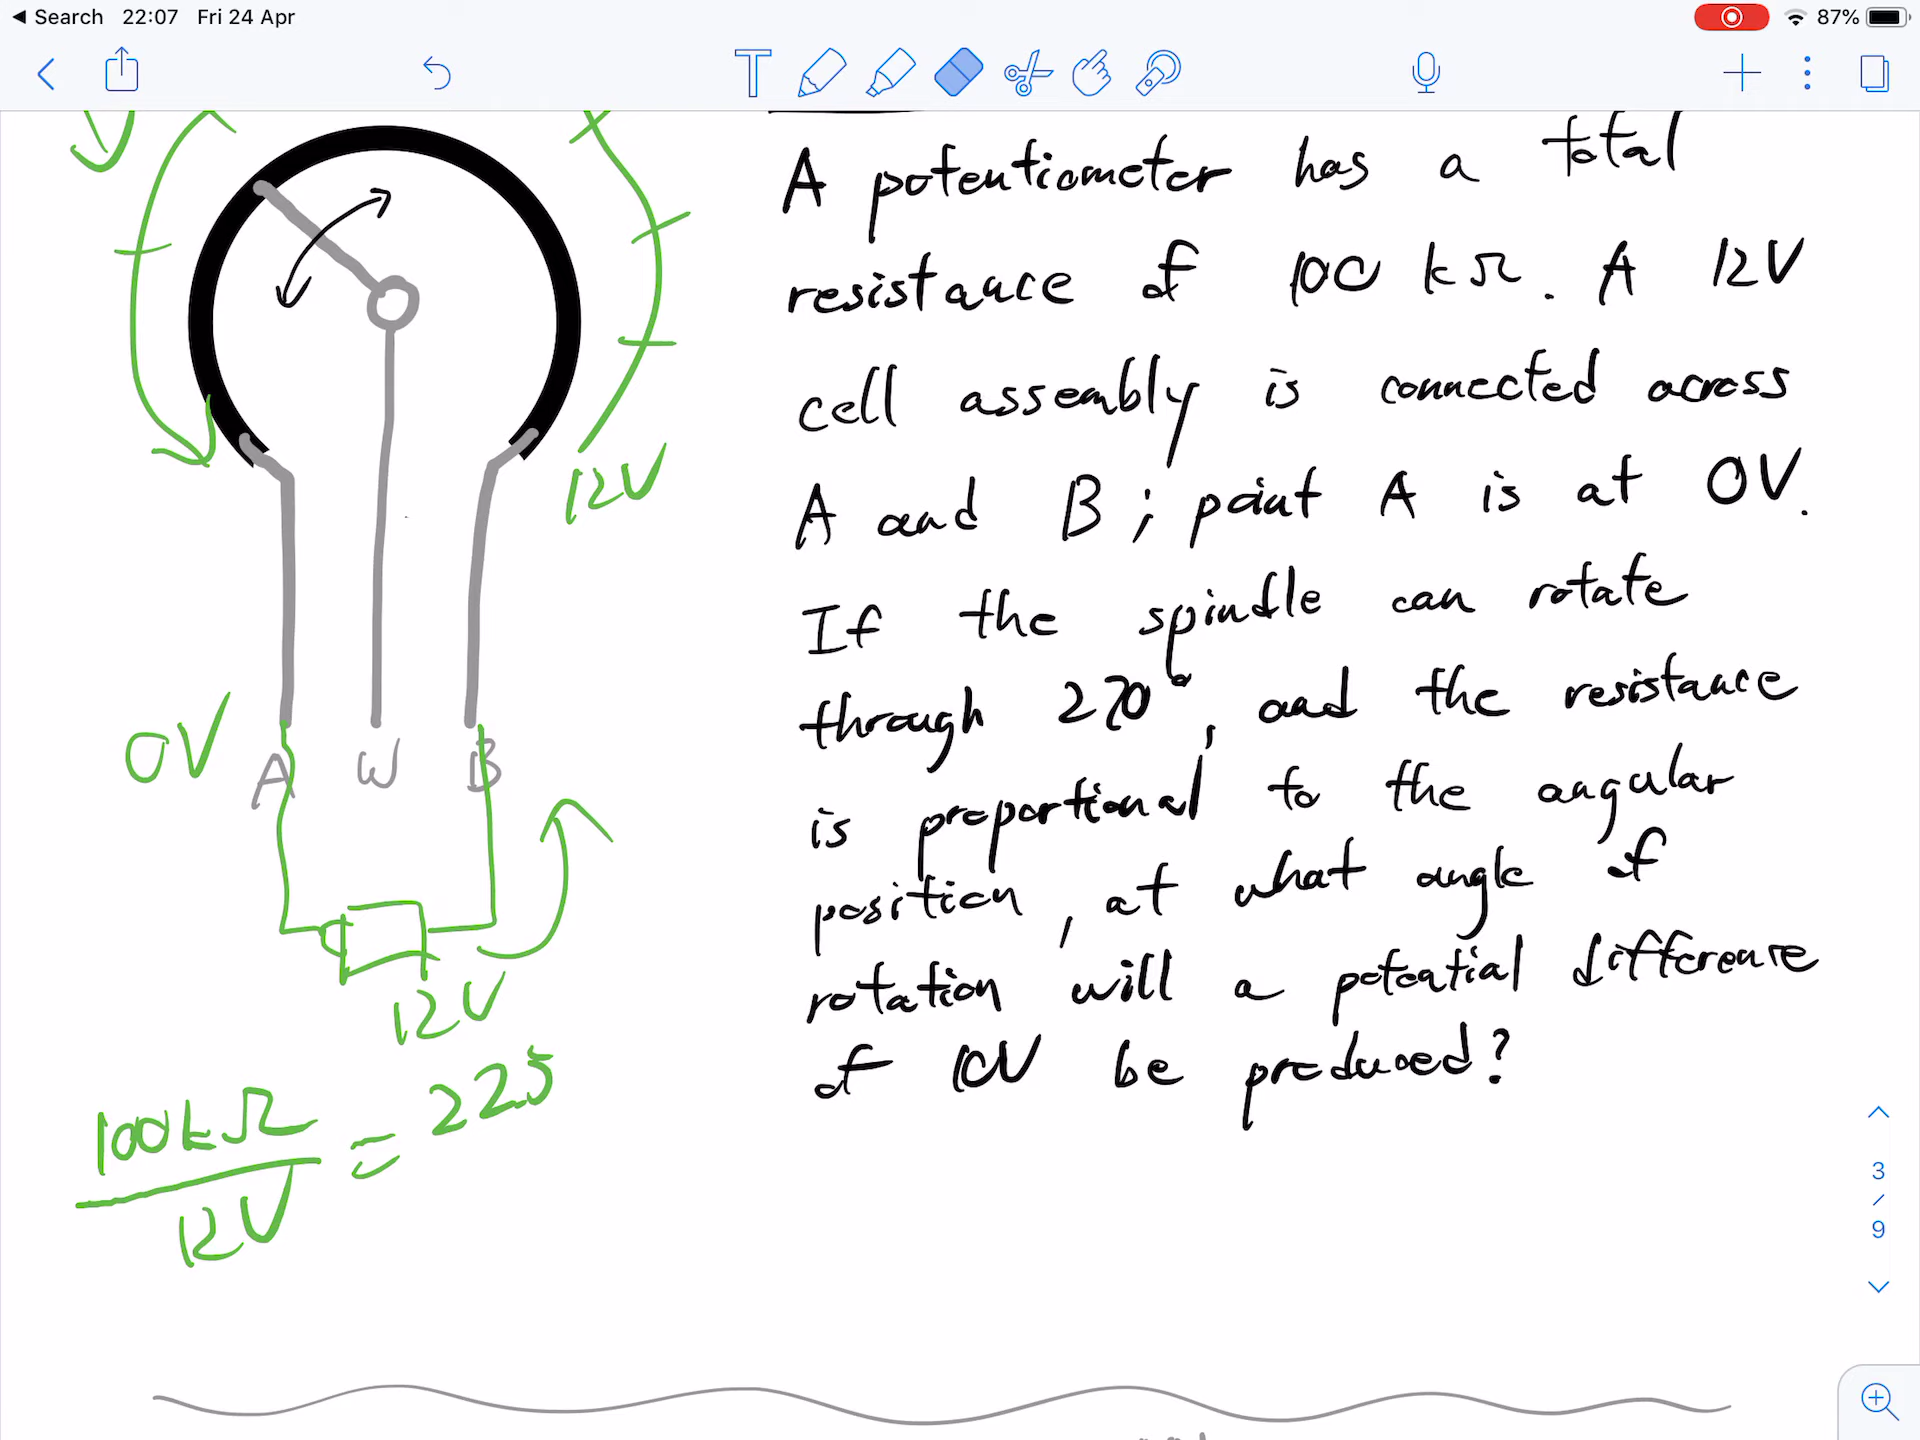 Search 22:07 Fri 24 Apr
87%
T
A potentiometer has a total
resistance of 100 kΩ. A 12V
cell assembly is connected across
A and B; point A is at 0V.
If the spindle can rotate
through 270°, and the resistance
is proportional to the angular
position, at what angle of
rotation will a potential difference
of 10V be produced?
12V
0V
A W B
12V
100kΩ
12V
= 225
3
/
9